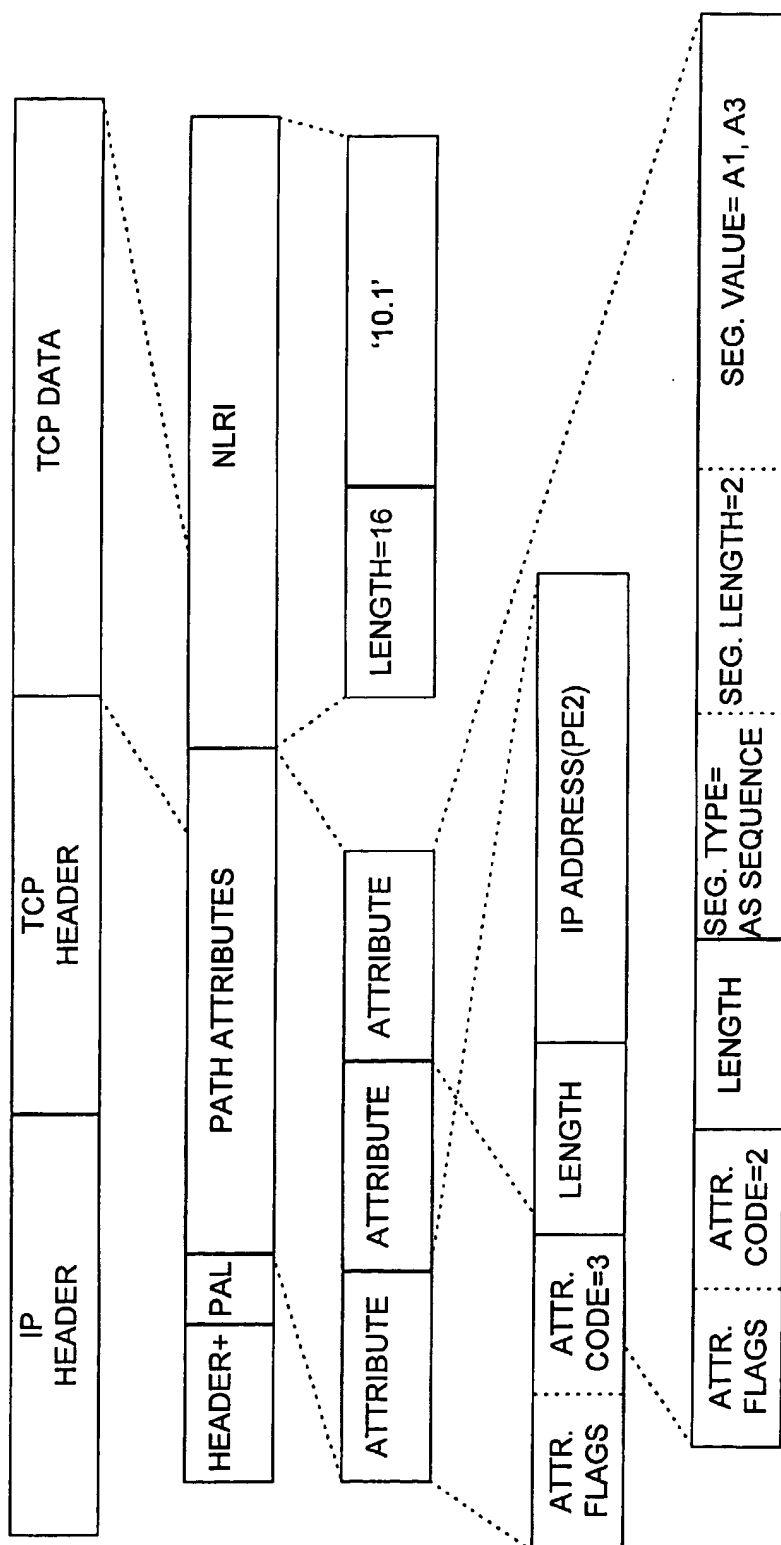 IP
HEADER
TCP
HEADER
TCP DATA
HEADER+
PAL
PATH ATTRIBUTES
NLRI
ATTRIBUTE
ATTRIBUTE
ATTRIBUTE
LENGTH=16
‘10.1’
ATTR.
FLAGS
ATTR.
CODE=3
LENGTH
IP ADDRESS(PE2)
ATTR.
FLAGS
ATTR.
CODE=2
LENGTH
SEG. TYPE=
AS SEQUENCE
SEG. LENGTH=2
SEG. VALUE= A1, A3